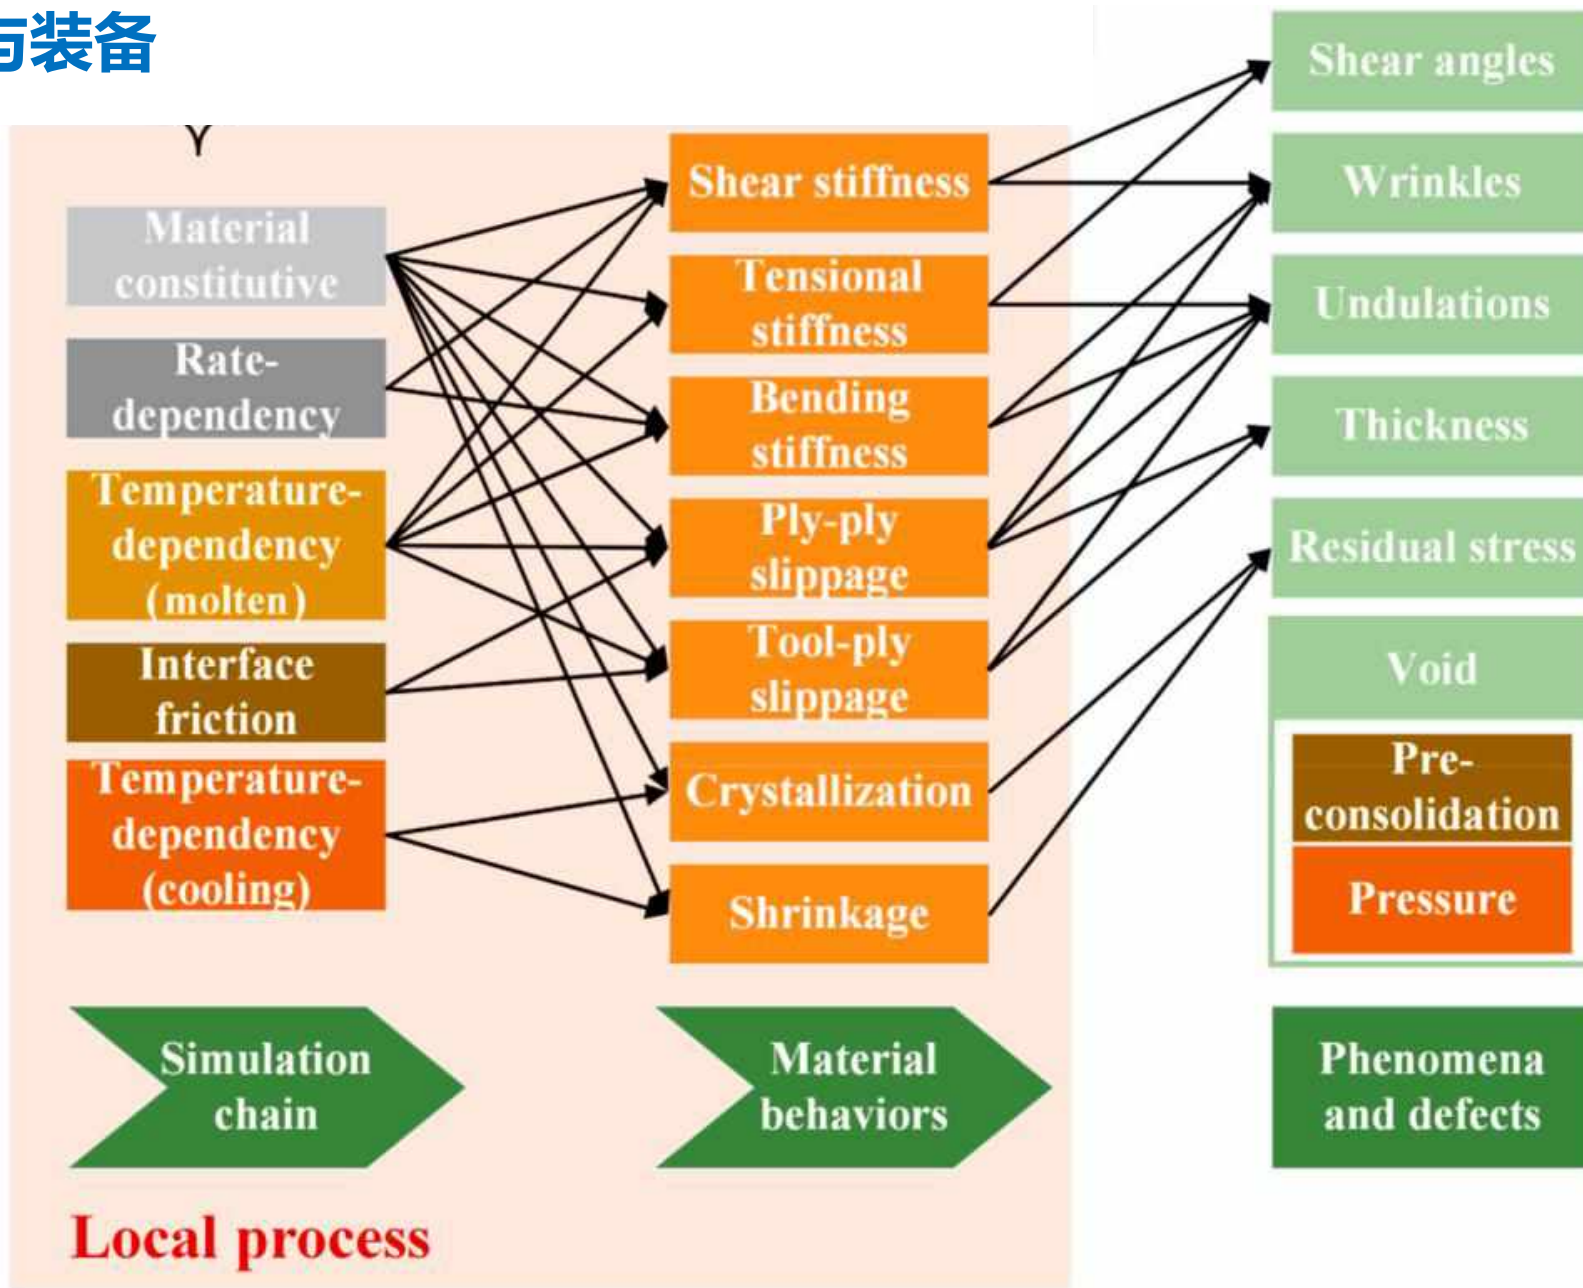 与装备
Material
constitutive
Rate-
dependency
Temperature-
dependency
(molten)
Interface
friction
Temperature-
dependency
(cooling)
Simulation
chain
Local process
Shear stiffness
Tensional
stiffness
Bending
stiffness
Ply-ply
slippage
Tool-ply
slippage
Crystallization
Shrinkage
Material
behaviors
Shear angles
Wrinkles
Undulations
Thickness
Residual stress
Void
Pre-
consolidation
Pressure
Phenomena
and defects